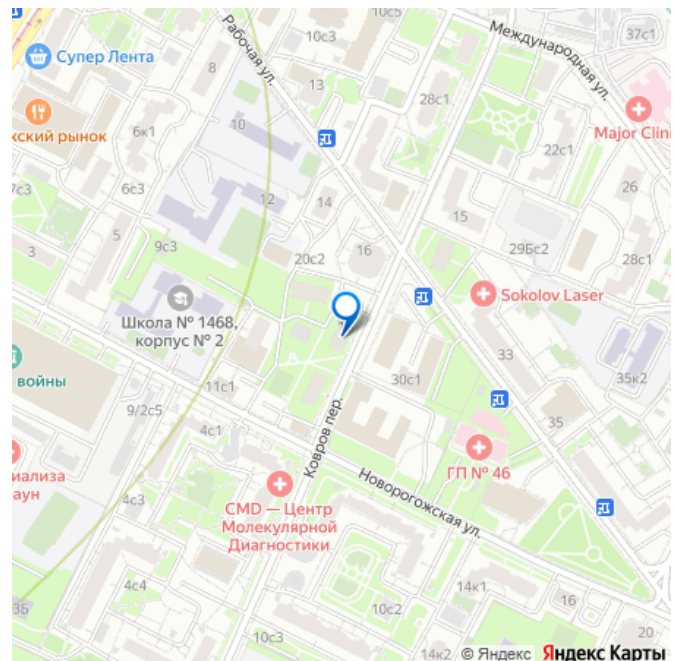 10с5
37с1
Рабочая ул.
10с3
Международная ул.
Супер Лента
8
13
28с1
Major Clini
10
кский рынок
6к1
22с1
7с3
6с3
12
14
26
5
15
3
9с3
20с2
16
29Бс2
28с1
Sokolov Laser
Школа № 1468,
корпус № 2
33
войны
11с1
30с1
35к2
9/2с5
4с1
Ковров пер.
35
ГП № 46
иализа
аун
4с3
CMD — Центр
Молекулярной
Диагностики
Новорогожская ул.
4с4
14к1
16
3Б
10с2
10с3
20
14к2
© Яндекс Яндекс Карты